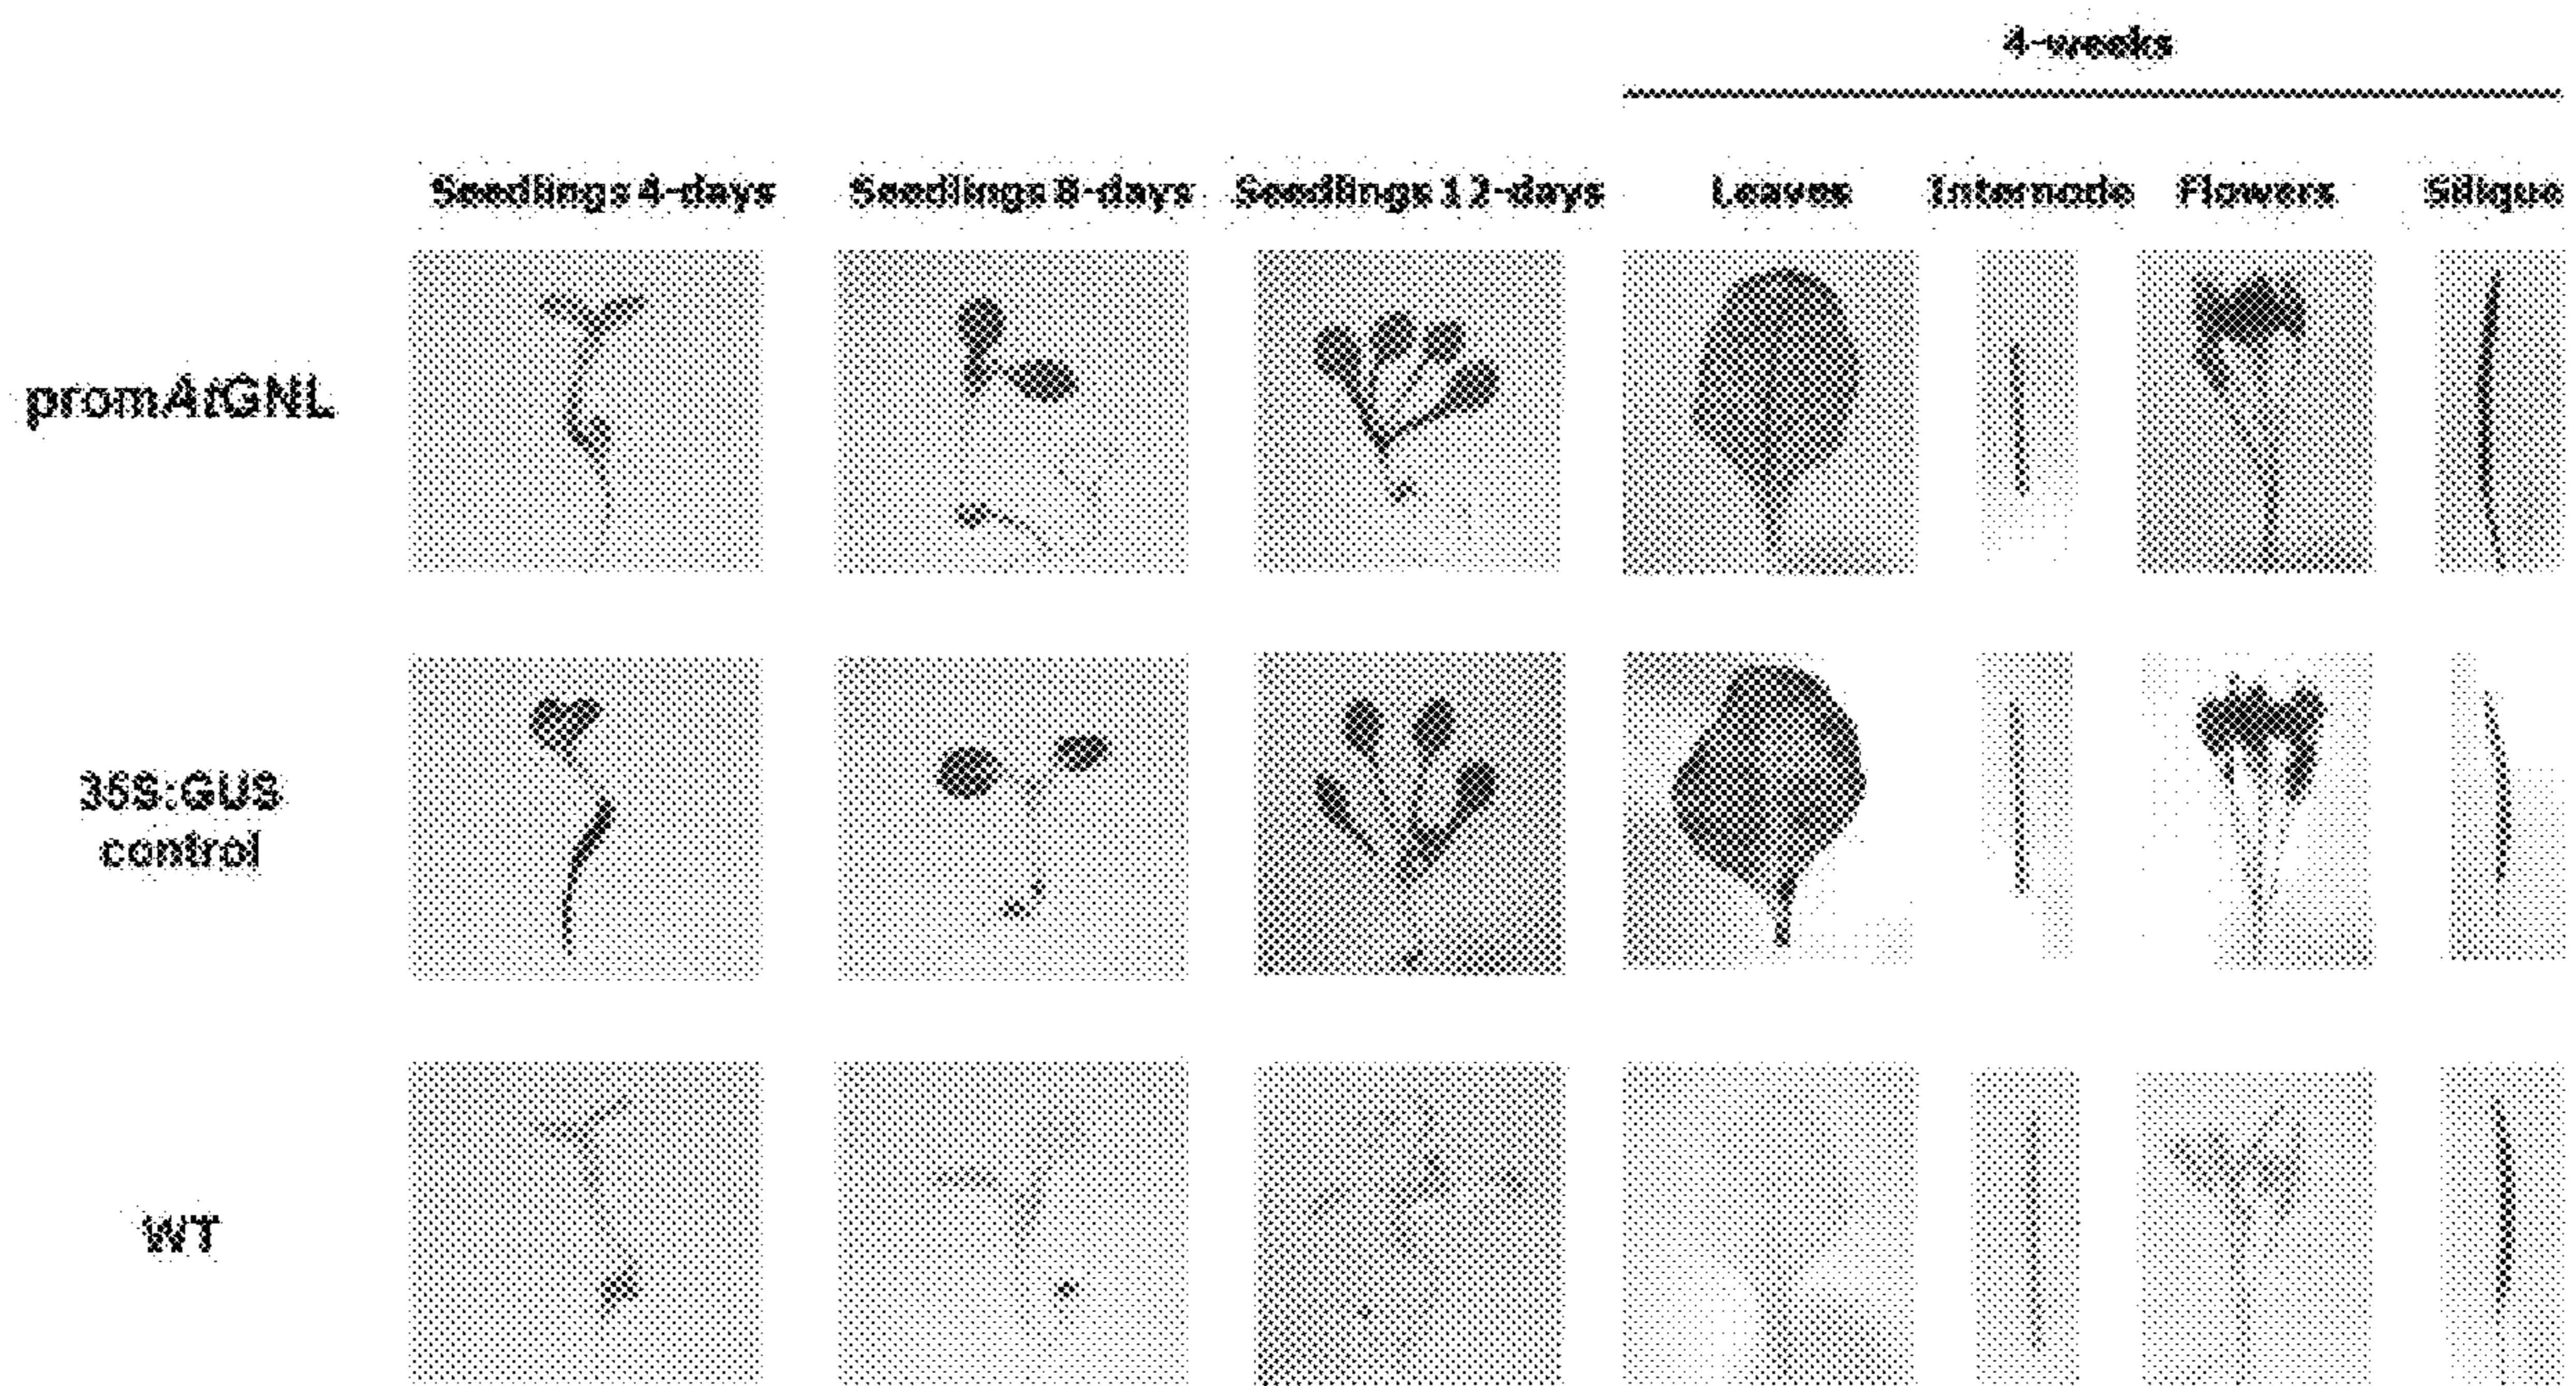 4-weeks
Seedlings 4-days Seedlings 8-days Seedlings 12-days Leaves Internode Flowers Silique
promAtGNL
35S:GUS
control
WT